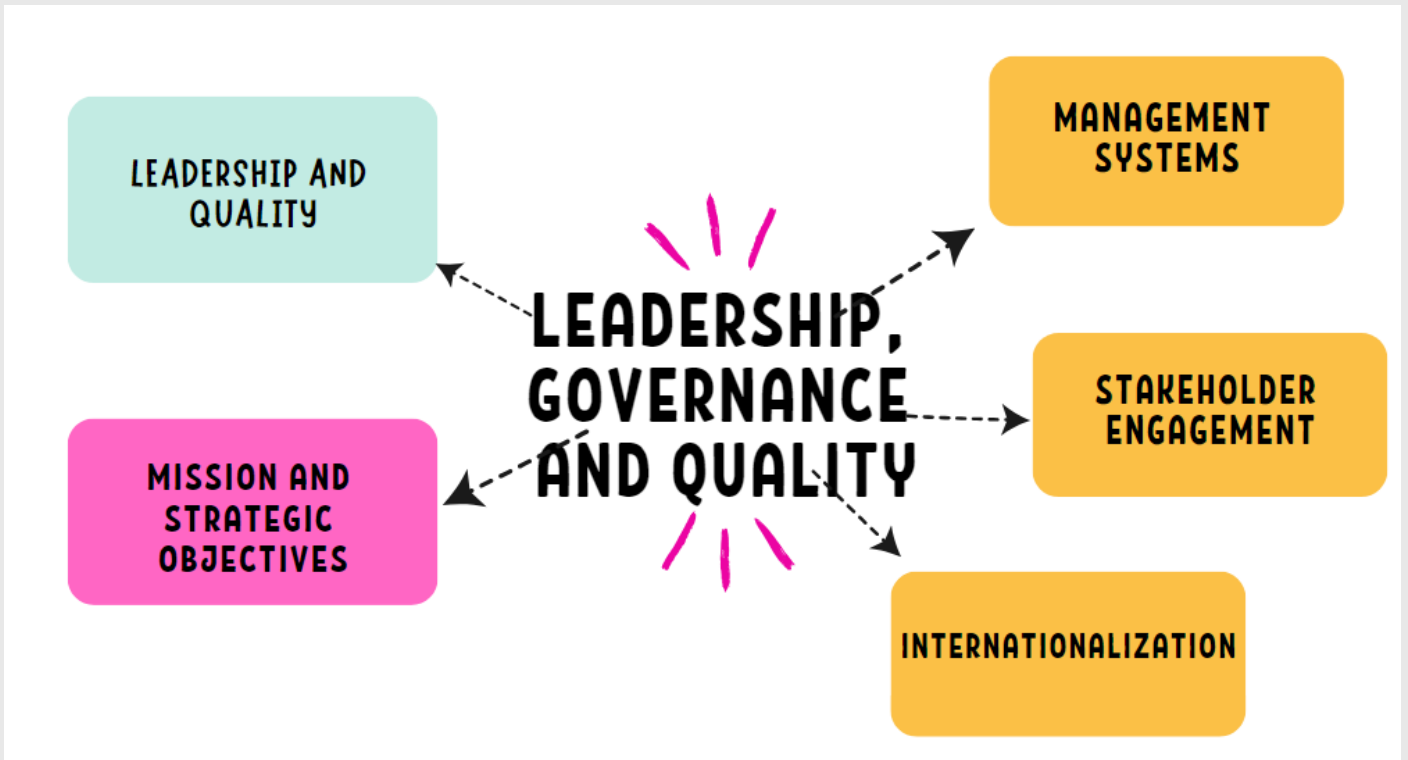 LEADERSHIP AND
QUALITY
MISSION AND
STRATEGIC
OBJECTIVES
LEADERSHIP,
GOVERNANCE
AND QUALITY
MANAGEMENT
SYSTEMS
STAKEHOLDER
ENGAGEMENT
INTERNATIONALIZATION